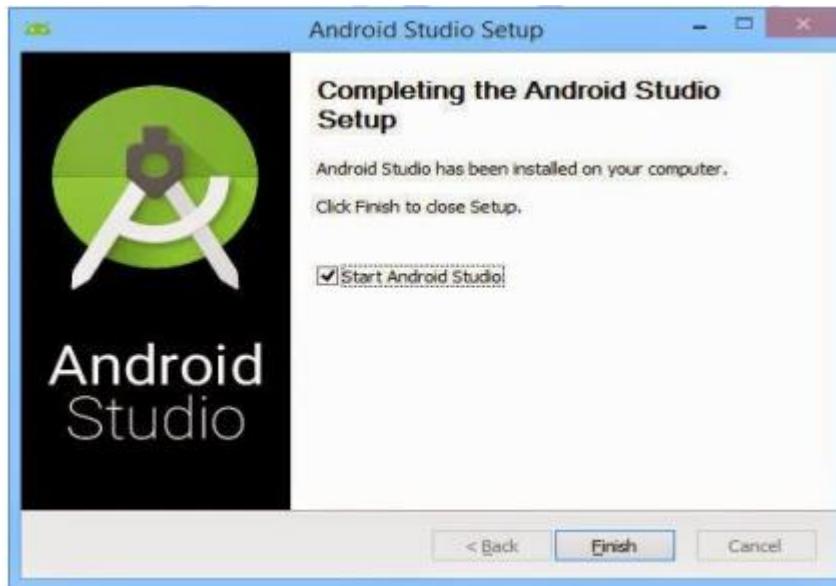 Android Studio Setup
Completing the Android Studio
Setup
Android Studio has been installed on your computer.
Click Finish to close Setup.
Start Android Studio
Android
Studio
< Back
Finish
Cancel